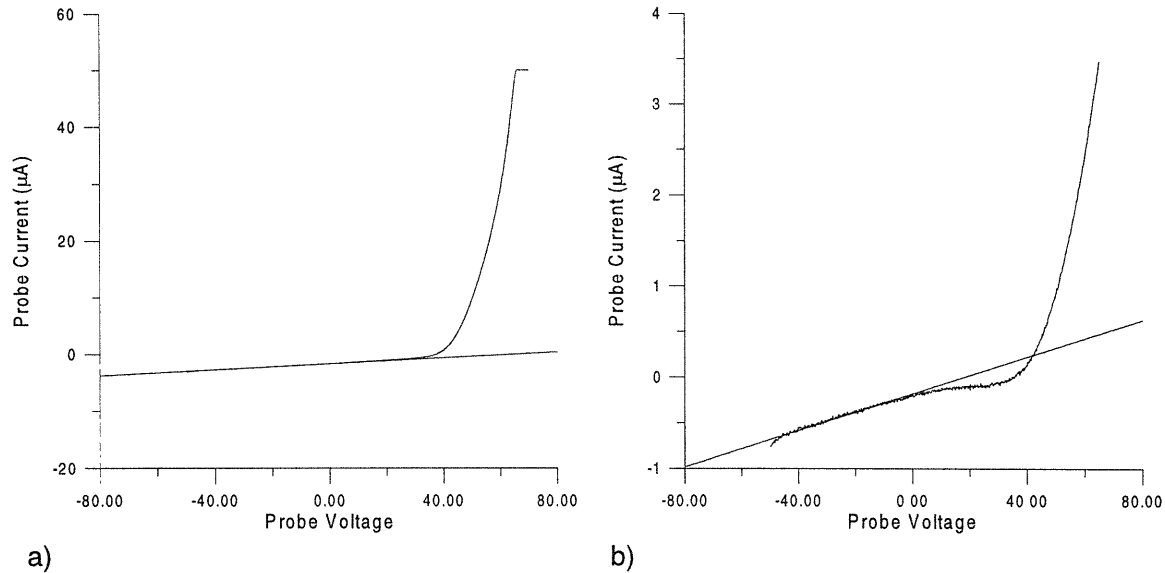 60
40
20
0
-20
Probe Current (μA)
-80.00 -40.00 0.00 40.00 80.00
Probe Voltage
a)
4
3
2
1
0
-1
Probe Current (μA)
-80.00 -40.00 0 00 40 00 80.00
Probe Voltage
b)